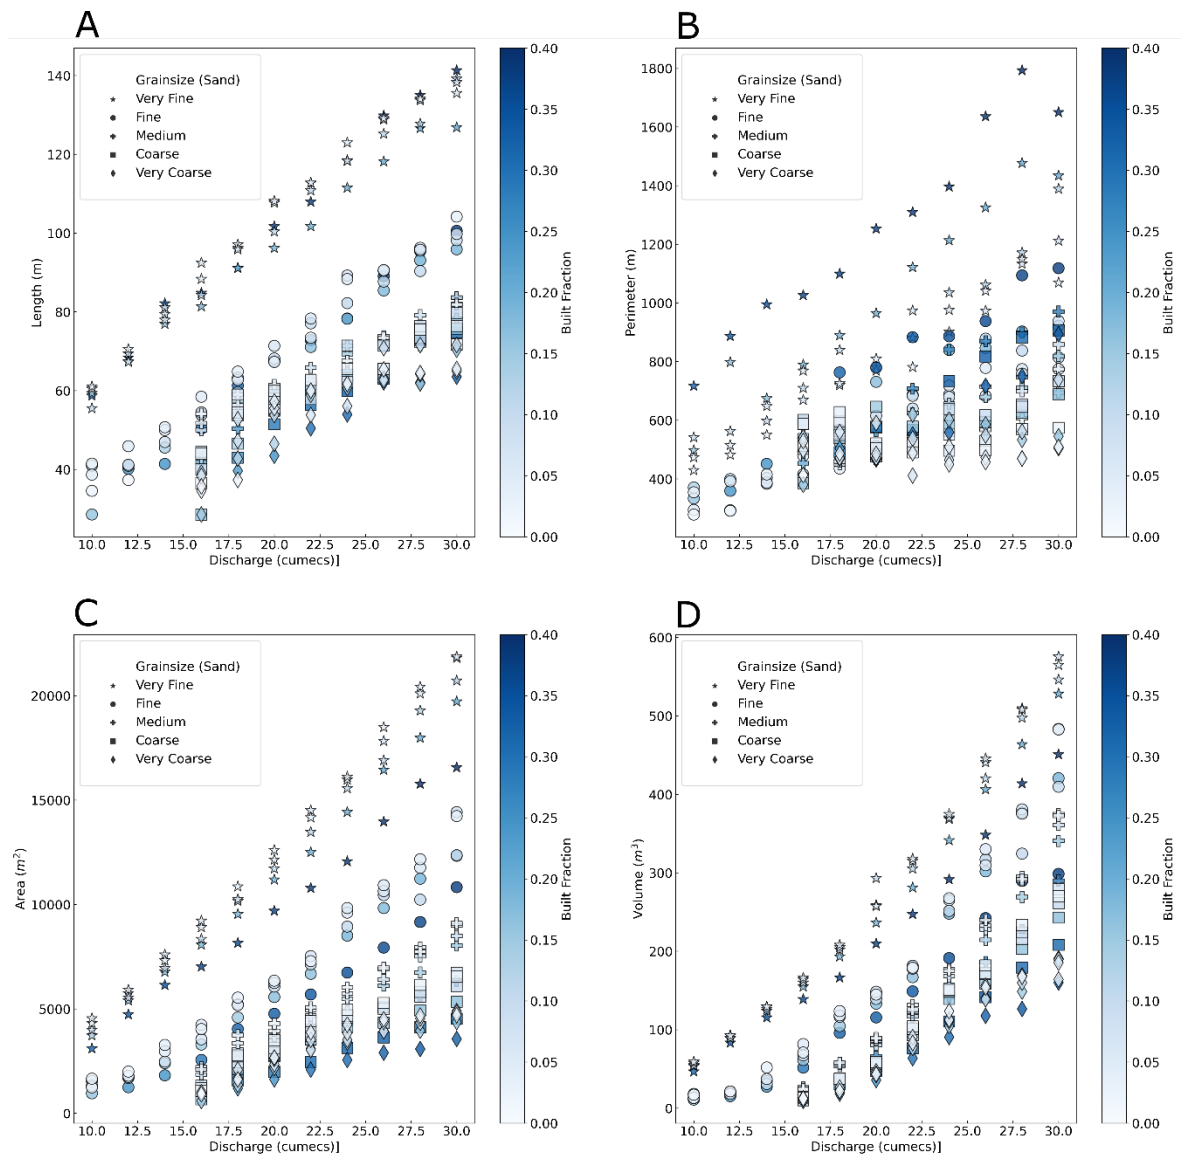 A
Grainsize (Sand)
Very Fine
Fine
Medium
Coarse
Very Coarse
140
120
100
80
60
40
Length (m)
10.0 12.5 15.0 17.5 20.0 22.5 25.0 27.5 30.0
Discharge (cumecs)]
0.40
0.35
0.30
0.25
0.20
0.15
0.10
0.05
0.00
Built Fraction
B
Grainsize (Sand)
Very Fine
Fine
Medium
Coarse
Very Coarse
1800
1600
1400
1200
1000
800
600
400
Perimeter (m)
10.0 12.5 15.0 17.5 20.0 22.5 25.0 27.5 30.0
Discharge (cumecs)]
0.40
0.35
0.30
0.25
0.20
0.15
0.10
0.05
0.00
Built Fraction
C
Grainsize (Sand)
Very Fine
Fine
Medium
Coarse
Very Coarse
20000
15000
10000
5000
0
Area (m²)
10.0 12.5 15.0 17.5 20.0 22.5 25.0 27.5 30.0
Discharge (cumecs)]
0.40
0.35
0.30
0.25
0.20
0.15
0.10
0.05
0.00
Built Fraction
D
Grainsize (Sand)
Very Fine
Fine
Medium
Coarse
Very Coarse
600
500
400
300
200
100
0
Volume (m³)
10.0 12.5 15.0 17.5 20.0 22.5 25.0 27.5 30.0
Discharge (cumecs)]
0.40
0.35
0.30
0.25
0.20
0.15
0.10
0.05
0.00
Built Fraction